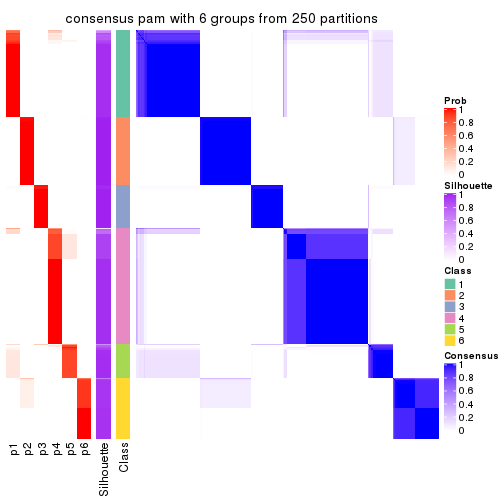 consensus pam with 6 groups from 250 partitions
Prob
1
0.8
0.6
0.4
0.2
0
Silhouette
1
0.8
0.6
0.4
0.2
0
Class
1
2
3
4
5
6
Consensus
1
0.8
0.6
0.4
0.2
0
p1
p2
p3
p4
p5
p6
Silhouette
Class